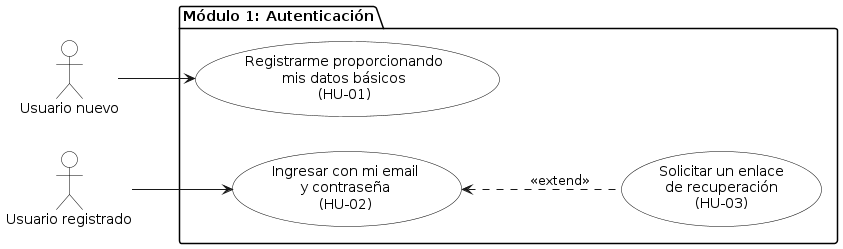 Módulo 1: Autenticación
Registrarme proporcionando
mis datos básicos
(HU-01)
Usuario nuevo
Ingresar con mi email
y contraseña
(HU-02)
«extend»
Solicitar un enlace
de recuperación
(HU-03)
Usuario registrado